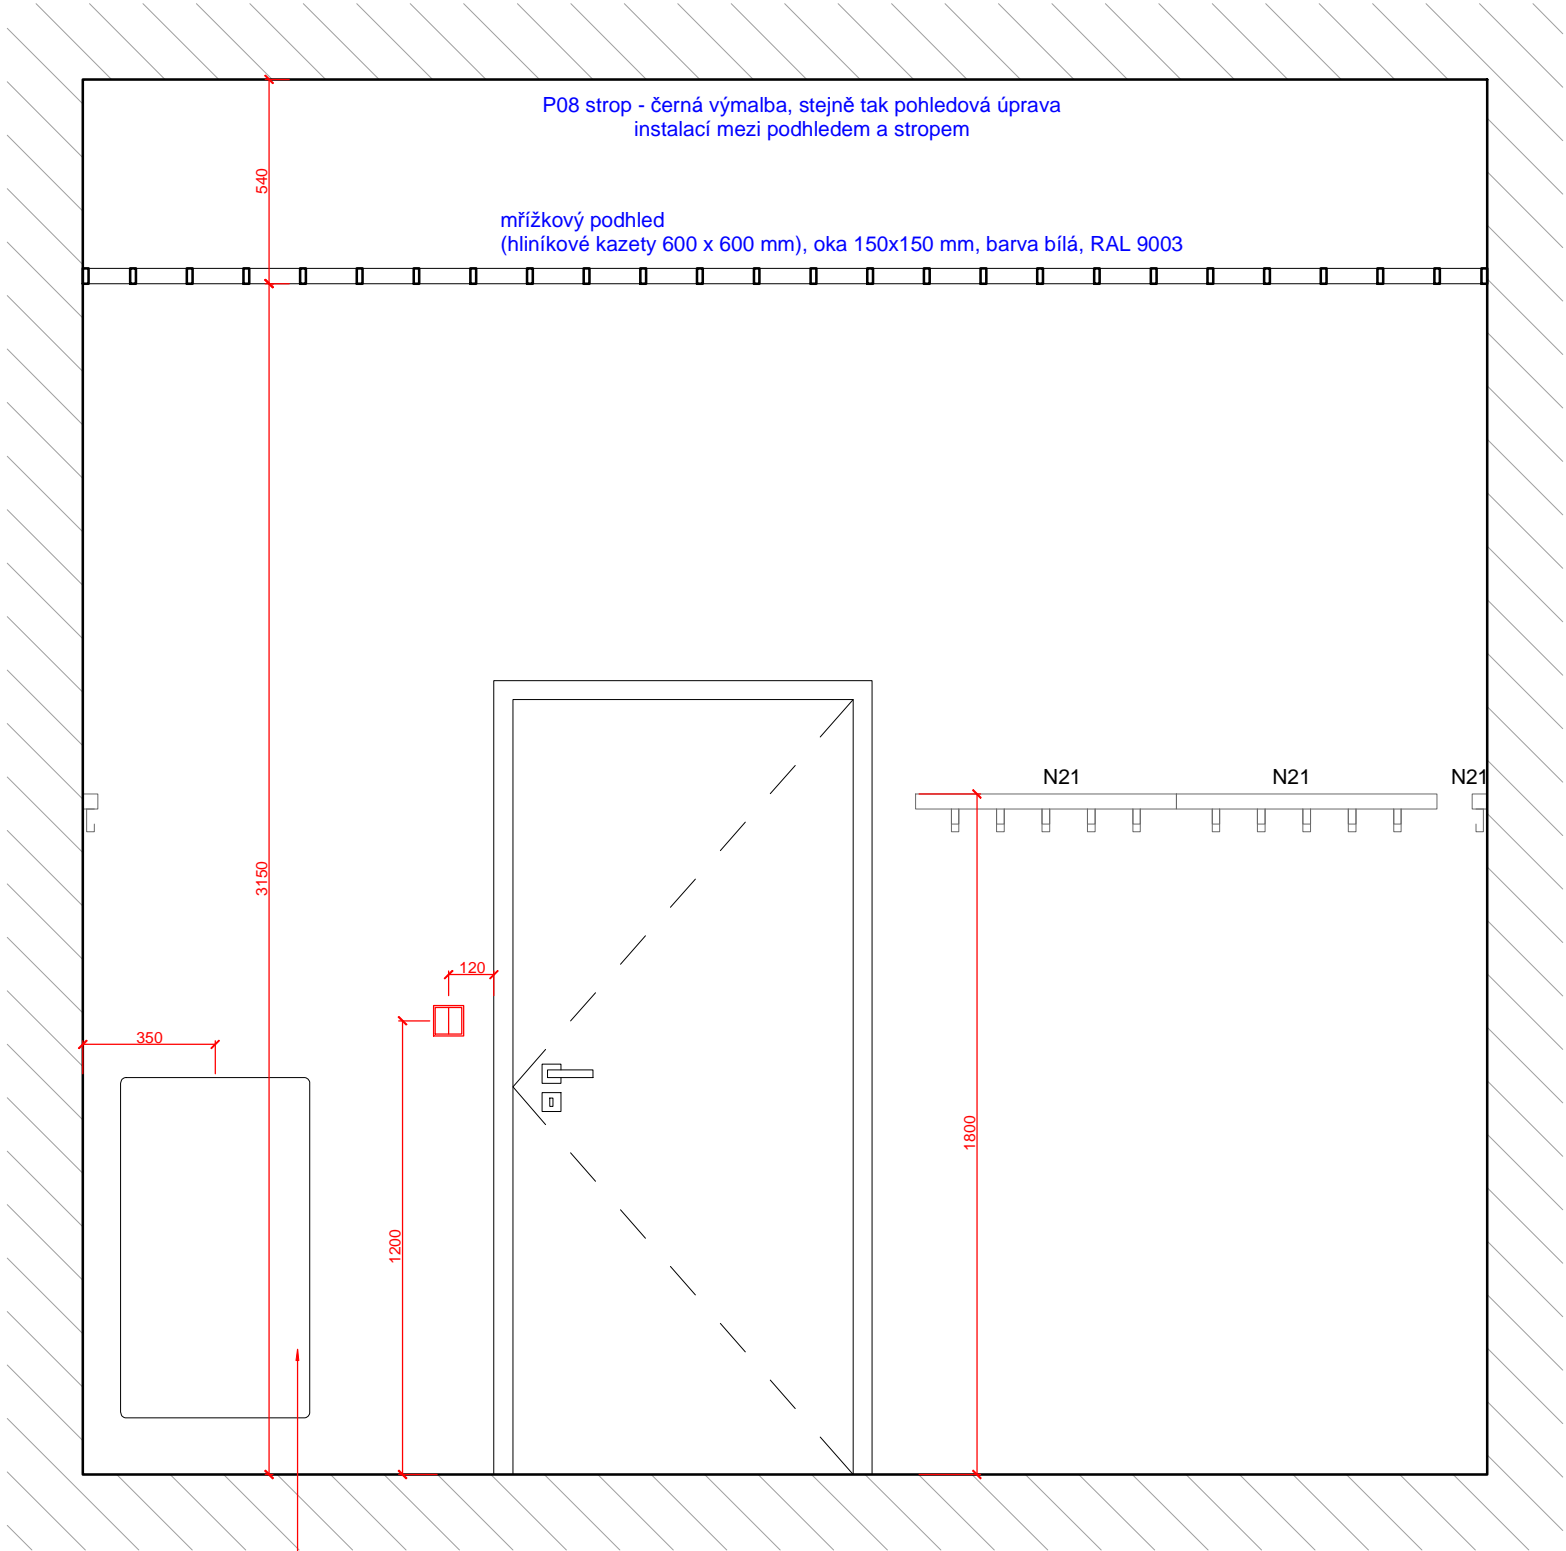 P08 strop - černá výmalba, stejně tak pohledová úprava
instalací mezi podhledem a stropem
540
mřížkový podhled
(hliníkové kazety 600 x 600 mm), oka 150x150 mm, barva bílá, RAL 9003
N21
N21
N21
3150
120
350
1800
1200